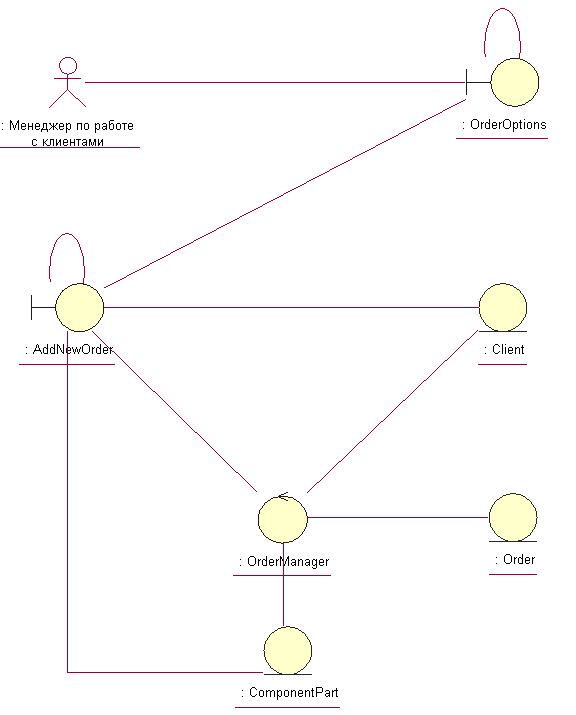 : Менеджер по работе
с клиентами
: OrderOptions
: AddNewOrder
: Client
: OrderManager
: Order
: ComponentPart